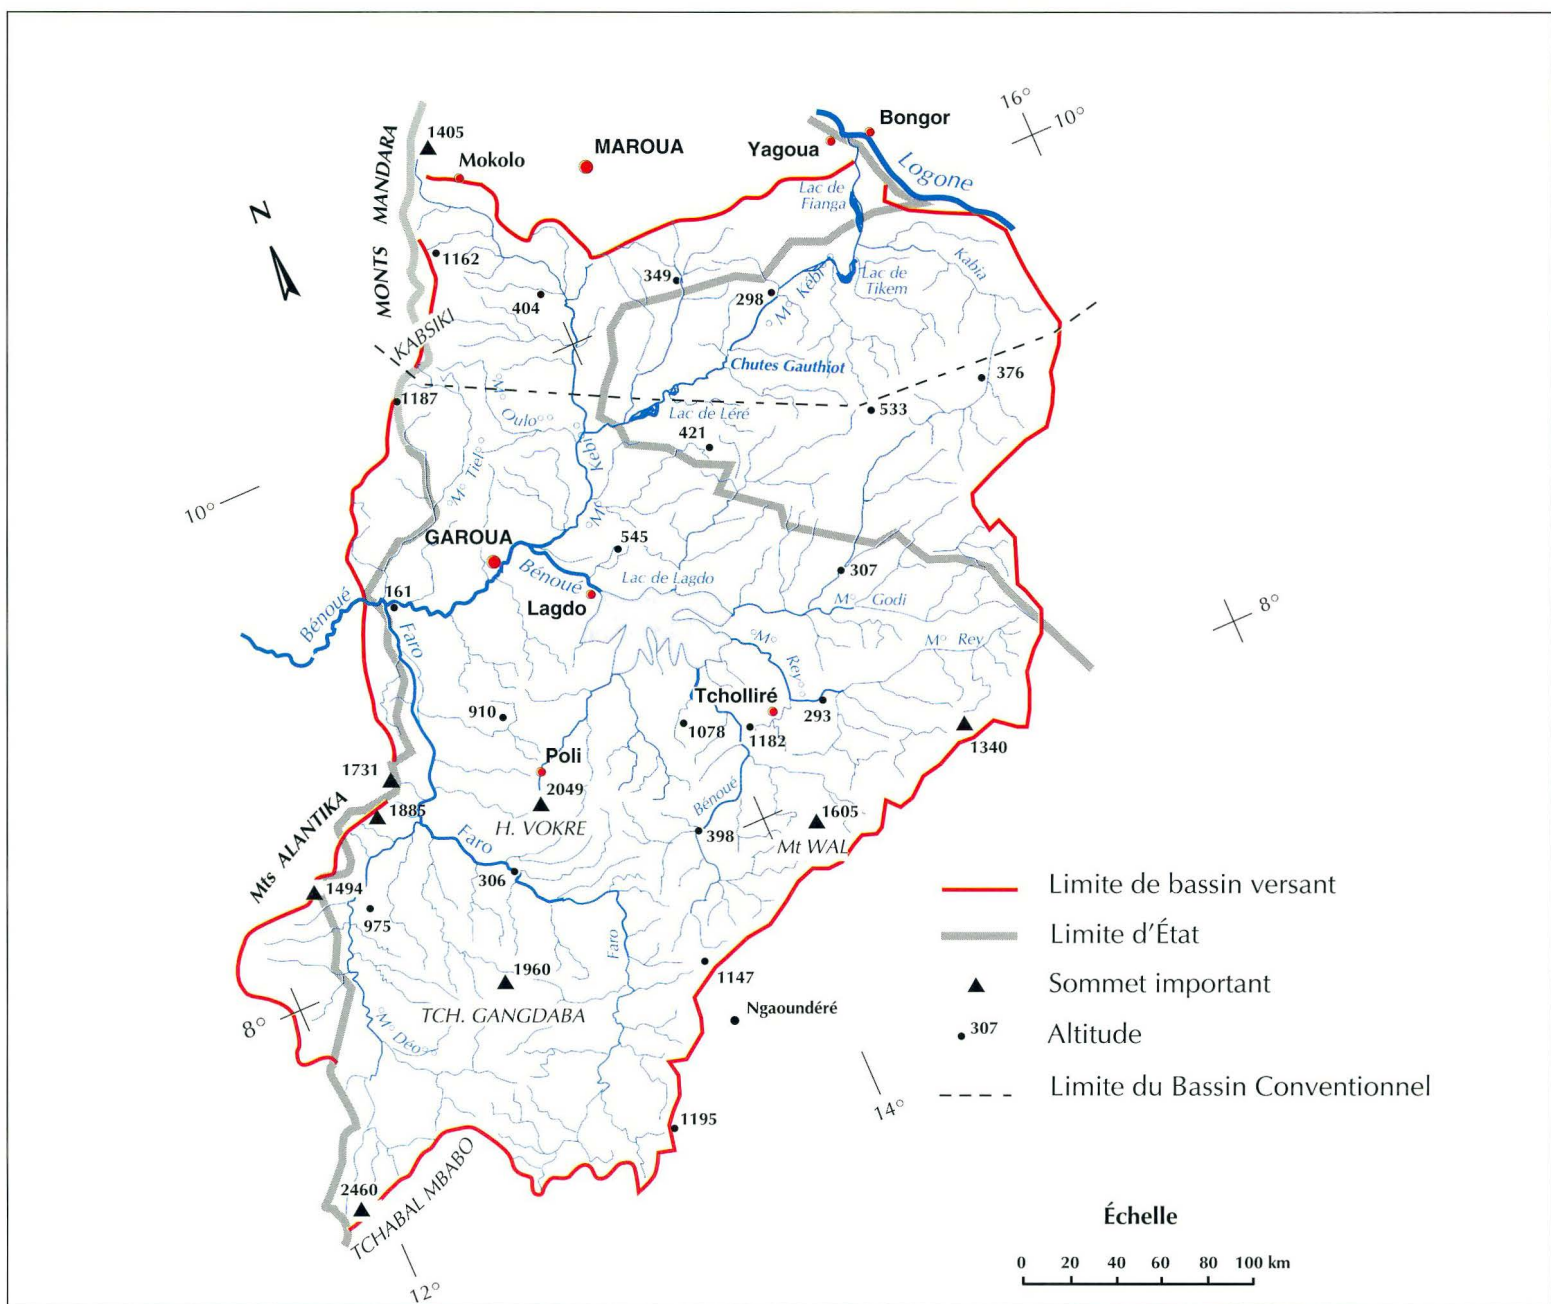 16°
10°
Bongor
1405
MAROUA
Yagoua
Mokolo
MONTS MANDARA
Logone
Lac de
Fianga
N
1162
349
298
Mo Kébi
Lac de
Tikem
Kabia
404
KABSIKI
Chutes Gauthiot
376
Mo
Oulo
1187
Lac de Léré
533
421
Kébi
Mo Tiel
Mo
10°
GAROUA
545
Bénoué
Lac de Lagdo
307
161
Lagdo
Mo Godi
8°
Bénoué
Faro
Mo
Rey
Mo Rey
Tcholliré
910
1078
1182
293
1340
Poli
1731
2049
Bénoué
1885
1605
H. VOKRE
Faro
398
Mt WAL
Mts ALANTIKA
306
1494
975
Limite de bassin versant
Faro
Limite d'État
1960
1147
Sommet important
TCH. GANGDABA
Ngaoundéré
8°
Mo Déo
307
Altitude
Limite du Bassin Conventionnel
14°
1195
2460
TCHABAL MBABO
12°
Échelle
0 20 40 60 80 100 km